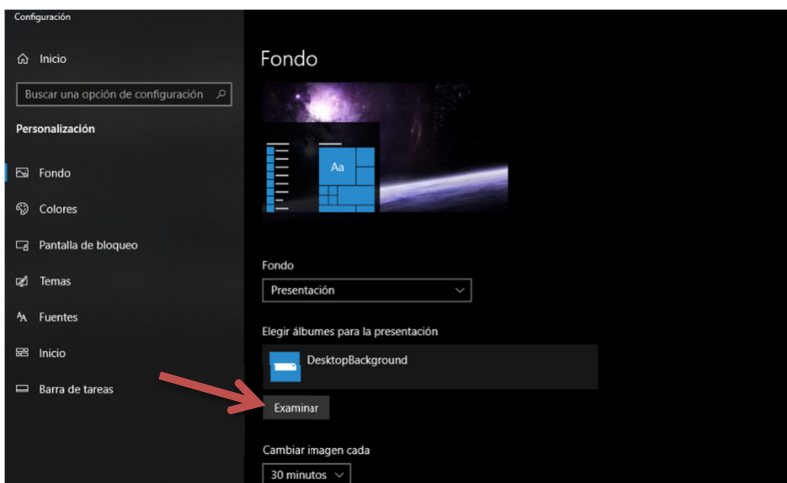 Configuración
Inicio
Buscar una opción de configuración
Personalización
Fondo
Colores
Pantalla de bloqueo
Temas
Fuentes
Inicio
Barra de tareas
Fondo
Aa
Fondo
Presentación
Elegir álbumes para la presentación
DesktopBackground
Examinar
Cambiar imagen cada
30 minutos